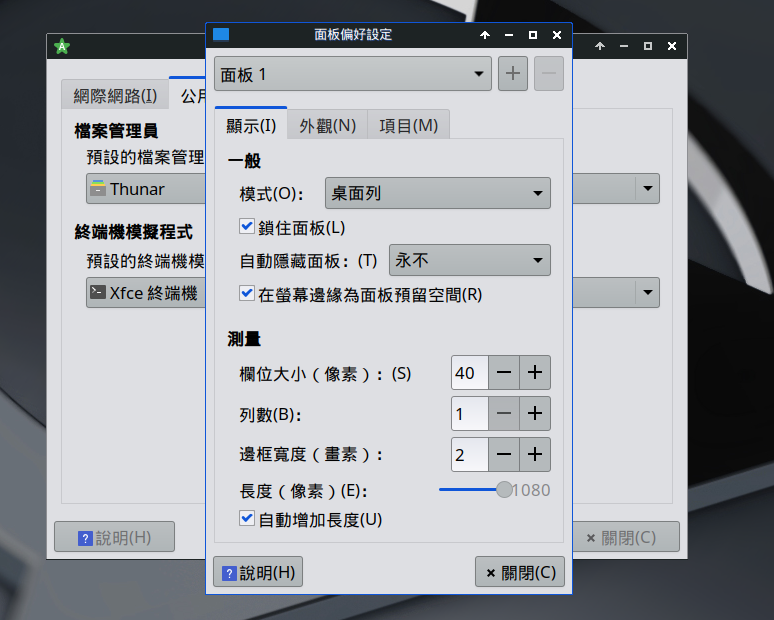 面板偏好設定
面板 1
網際網路(I)
公用
檔案管理員
預設的檔案管理
Thunar
終端機模擬程式
預設的終端機模
Xfce 終端機
顯示(I)
外觀(N)
項目(M)
一般
模式(O)：
桌面列
鎖住面板(L)
自動隱藏面板：(T)
永不
在螢幕邊緣為面板預留空間(R)
測量
欄位大小（像素）：(S)
40
列數(B)：
1
邊框寬度（畫素）：
2
長度（像素）(E)：
1080
自動增加長度(U)
說明(H)
關閉(C)
說明(H)
關閉(C)